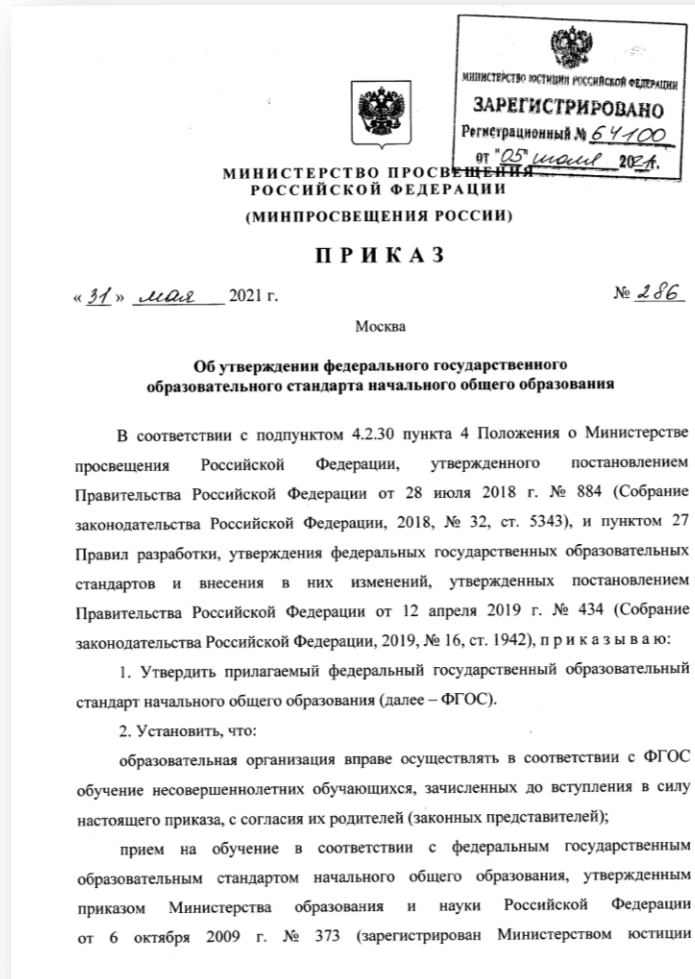 МИНИСТЕРСТВО ЮСТИЦИИ РОССИЙСКОЙ ФЕДЕРАЦИИ
ЗАРЕГИСТРИРОВАНО
Регистрационный № 64100
от "05" июля 2021.
МИНИСТЕРСТВО ПРОСВЕЩЕНИЯ
РОССИЙСКОЙ ФЕДЕРАЦИИ
(МИНПРОСВЕЩЕНИЯ РОССИИ)
ПРИКАЗ
« 31 » мая 2021 г. № 286
Москва
Об утверждении федерального государственного
образовательного стандарта начального общего образования
В соответствии с подпунктом 4.2.30 пункта 4 Положения о Министерстве
просвещения Российской Федерации, утвержденного постановлением
Правительства Российской Федерации от 28 июля 2018 г. № 884 (Собрание
законодательства Российской Федерации, 2018, № 32, ст. 5343), и пунктом 27
Правил разработки, утверждения федеральных государственных образовательных
стандартов и внесения в них изменений, утвержденных постановлением
Правительства Российской Федерации от 12 апреля 2019 г. № 434 (Собрание
законодательства Российской Федерации, 2019, № 16, ст. 1942), п р и к а з ы в а ю:
1. Утвердить прилагаемый федеральный государственный образовательный
стандарт начального общего образования (далее – ФГОС).
2. Установить, что:
образовательная организация вправе осуществлять в соответствии с ФГОС
обучение несовершеннолетних обучающихся, зачисленных до вступления в силу
настоящего приказа, с согласия их родителей (законных представителей);
прием на обучение в соответствии с федеральным государственным
образовательным стандартом начального общего образования, утвержденным
приказом Министерства образования и науки Российской Федерации
от 6 октября 2009 г. № 373 (зарегистрирован Министерством юстиции